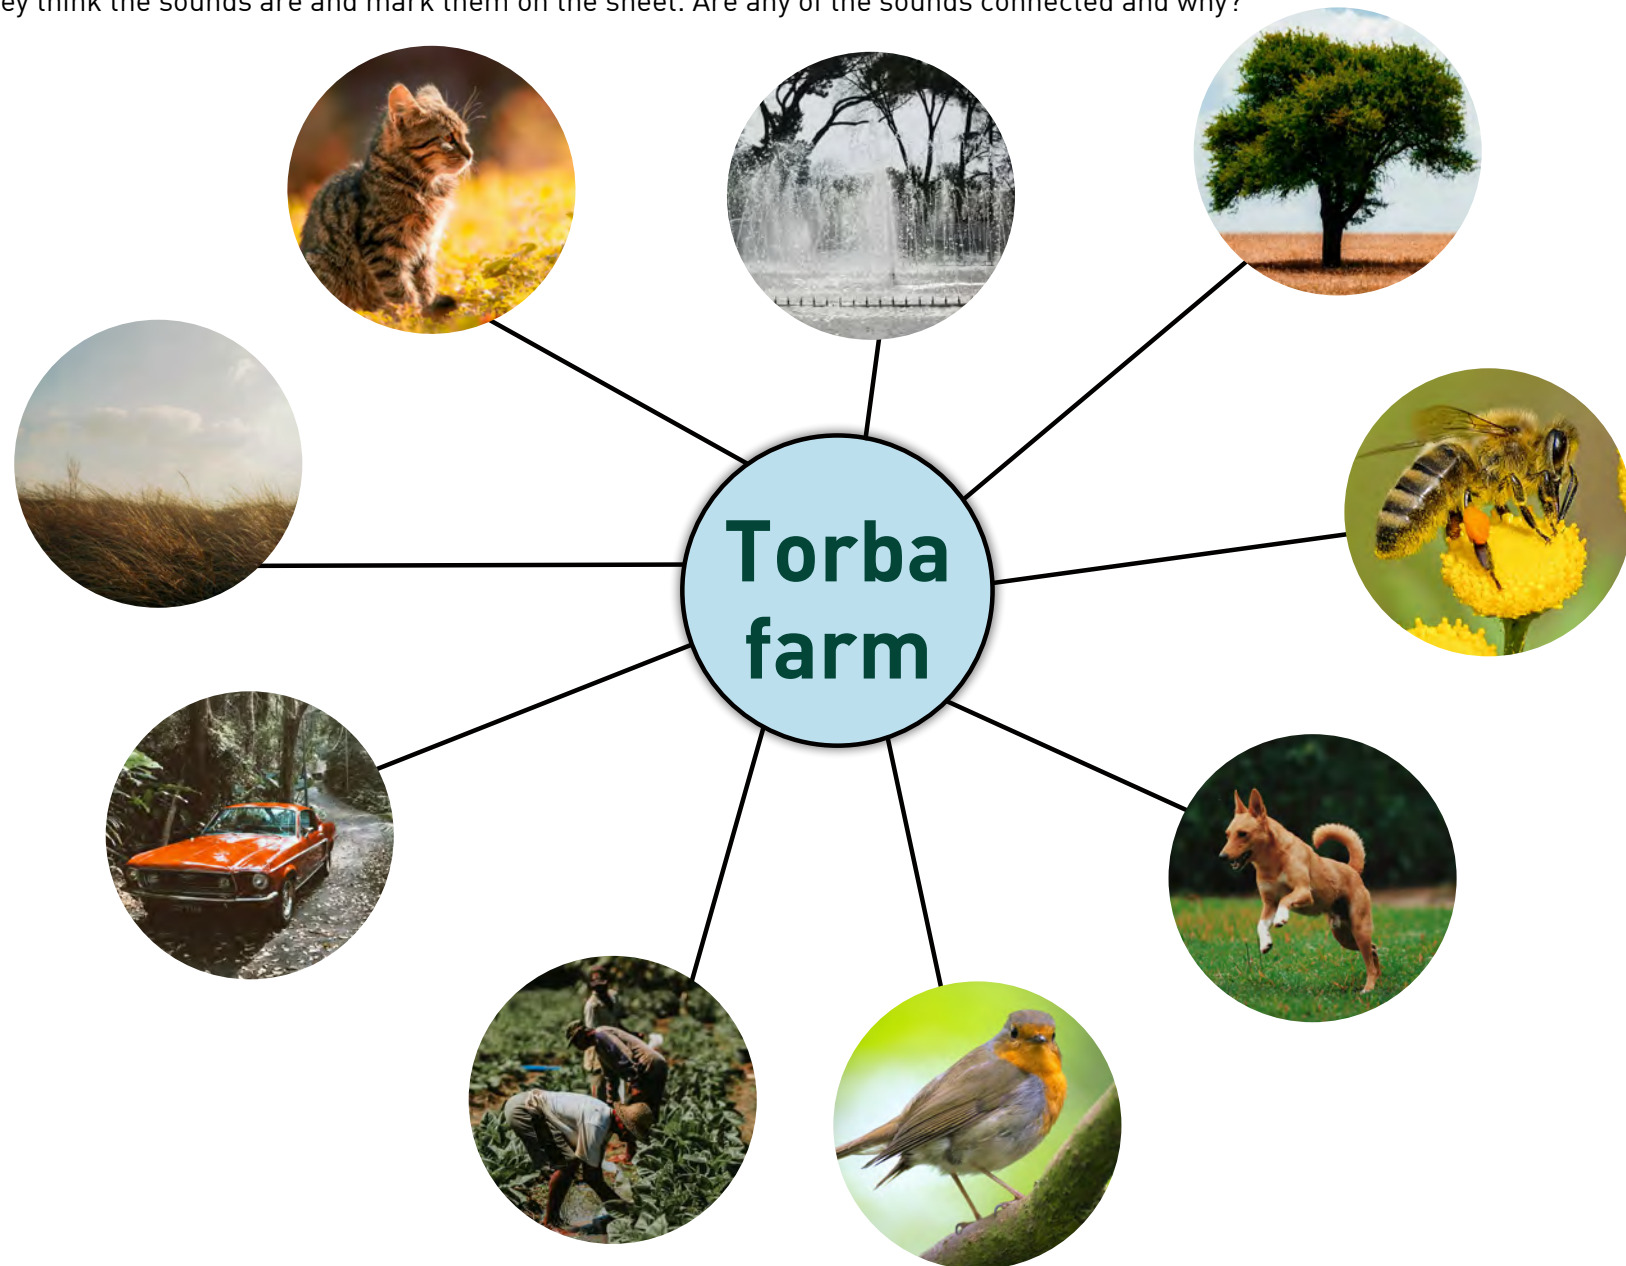 ey think the sounds are and mark them on the sheet. Are any of the sounds connected and why?
Torba
farm